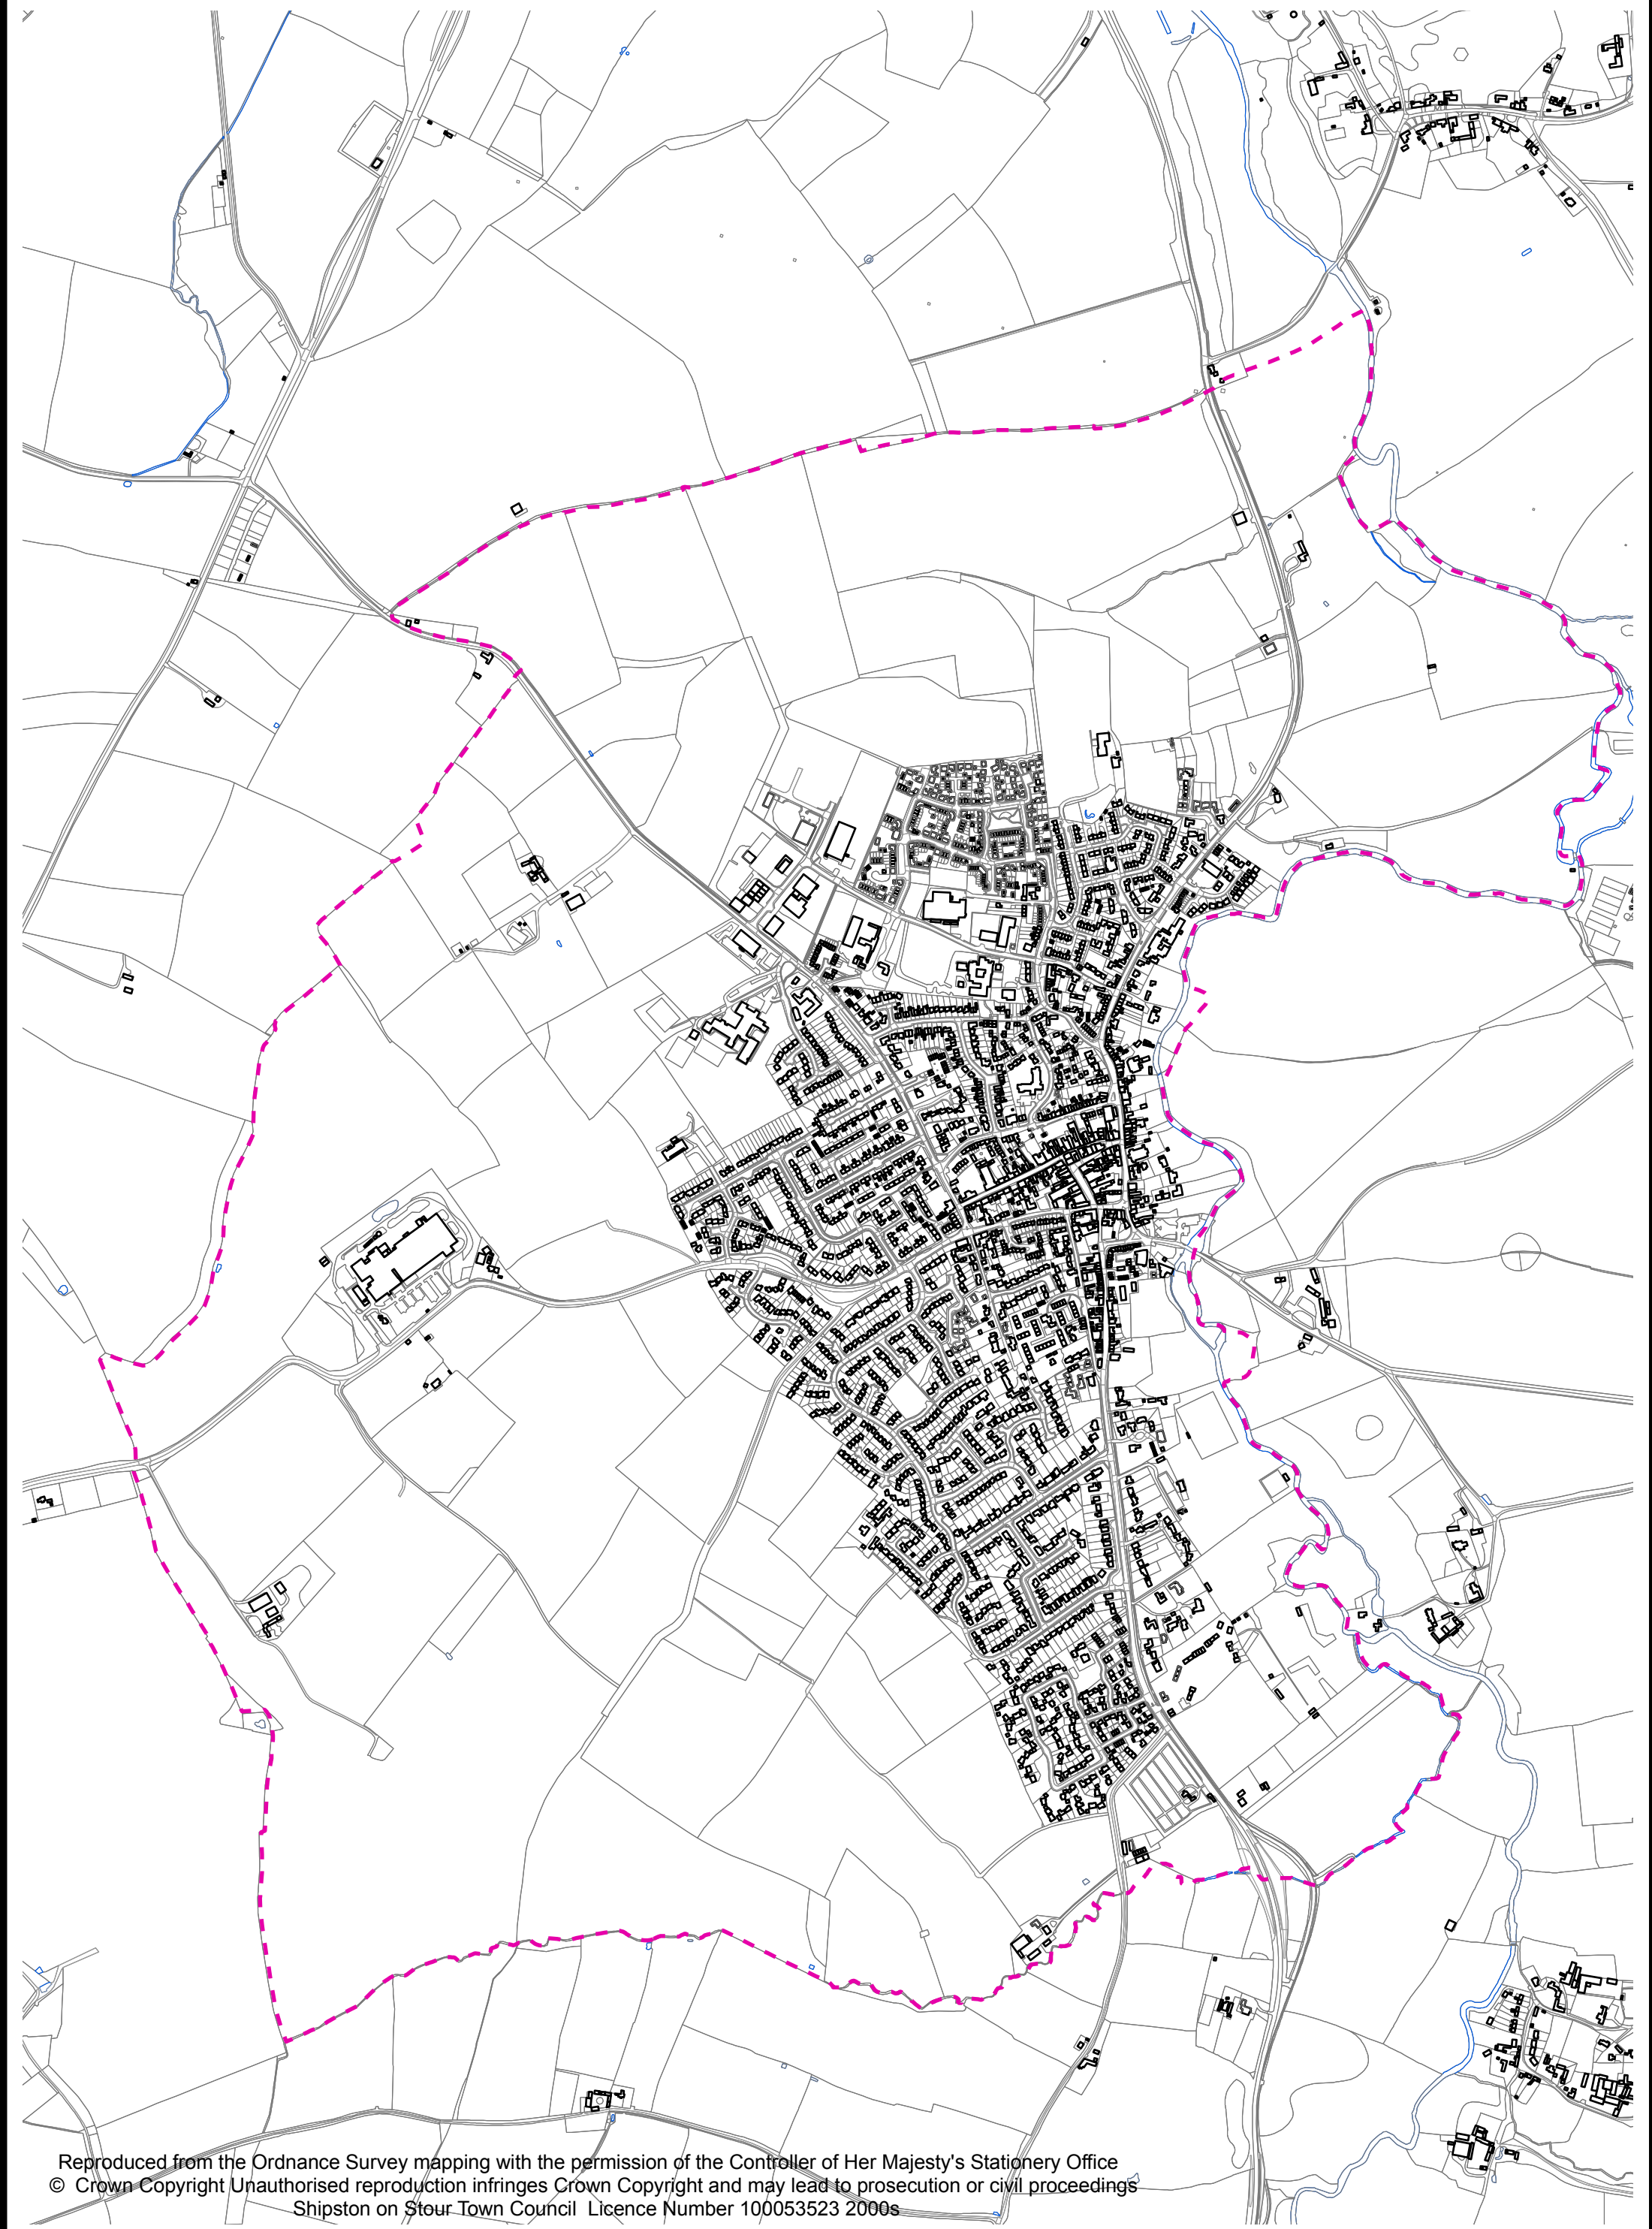 Reproduced from the Ordnance Survey mapping with the permission of the Controller of Her Majesty's Stationery Office
© Crown Copyright Unauthorised reproduction infringes Crown Copyright and may lead to prosecution or civil proceedings
Shipston on Stour Town Council Licence Number 100053523 2000s